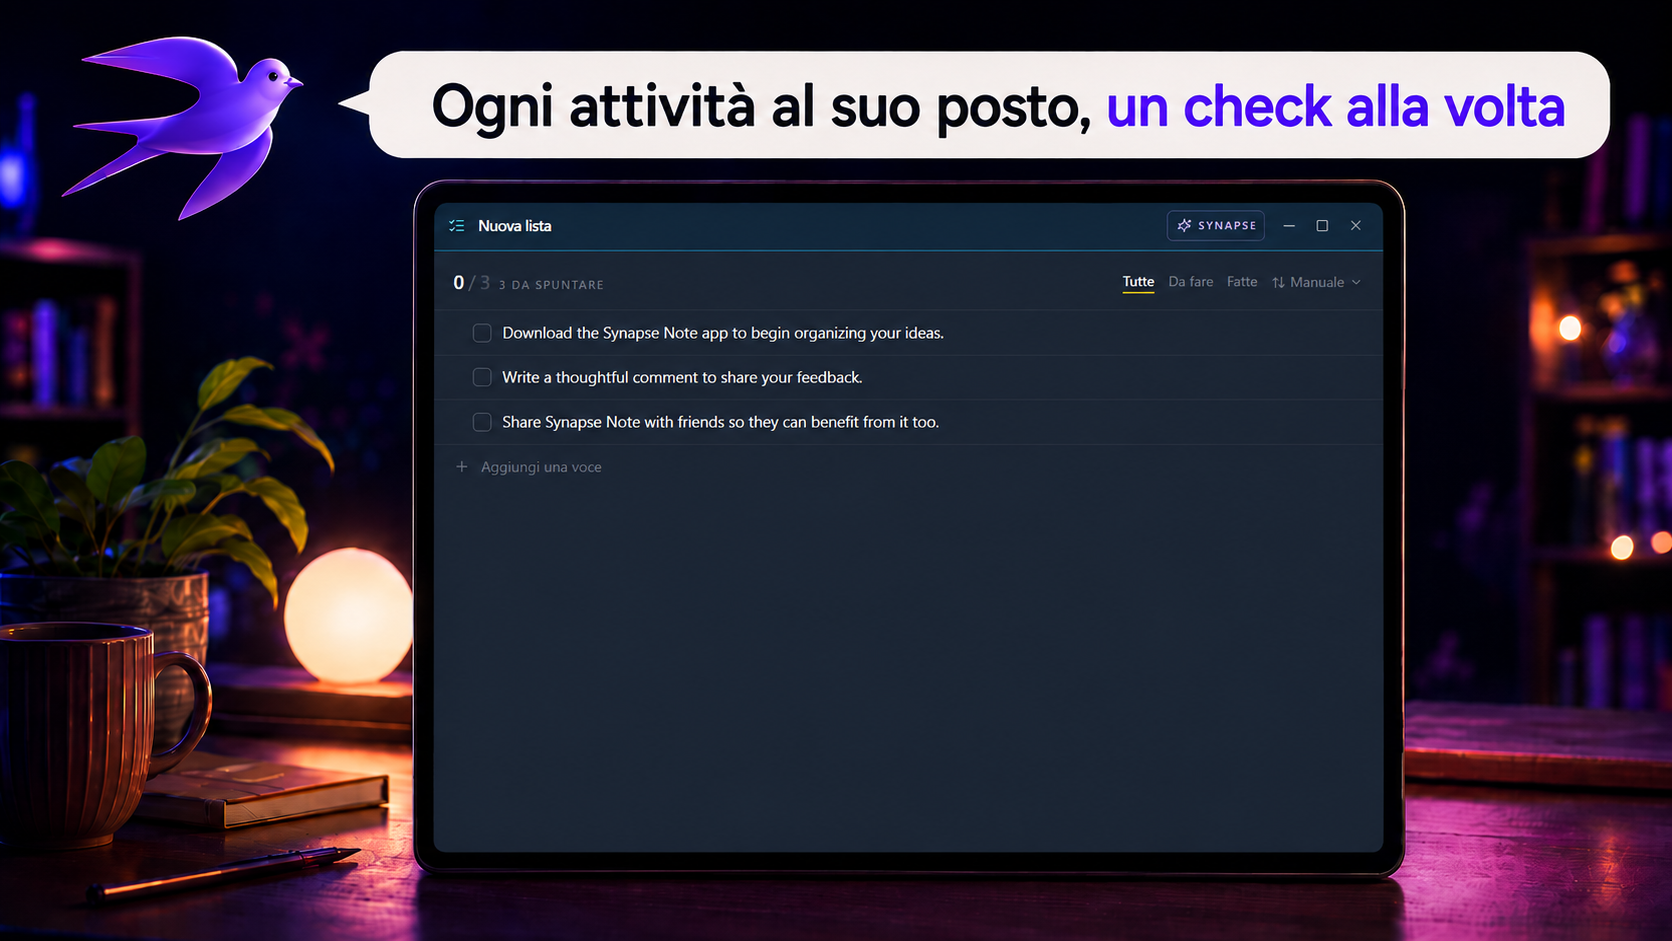 Ogni attività al suo posto, un check alla volta
Nuova lista
SYNAPSE
0 / 3 3 DA SPUNTARE
Tutte Da fare Fatte Manuale
Download the Synapse Note app to begin organizing your ideas.
Write a thoughtful comment to share your feedback.
Share Synapse Note with friends so they can benefit from it too.
+ Aggiungi una voce